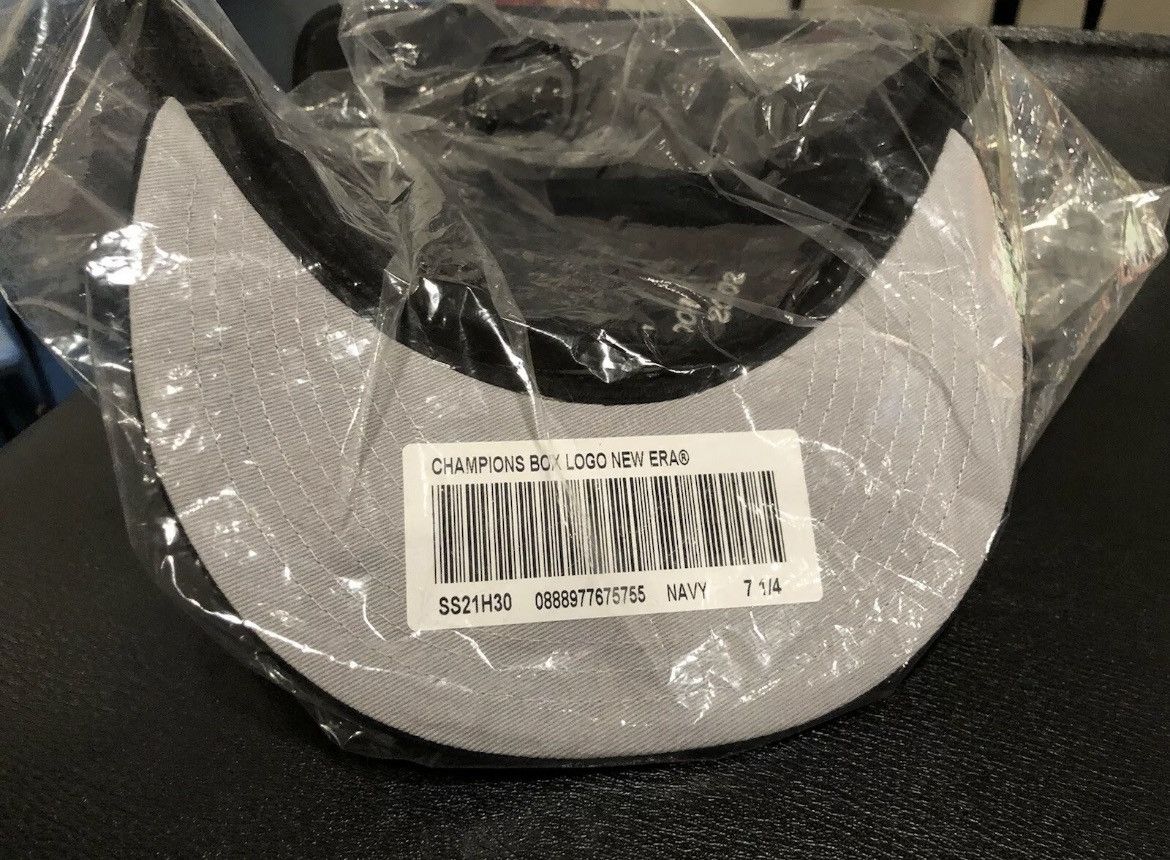 CHAMPIONS BOX LOGO NEW ERA®
SS21H30 0888977675755 NAVY 7 1/4